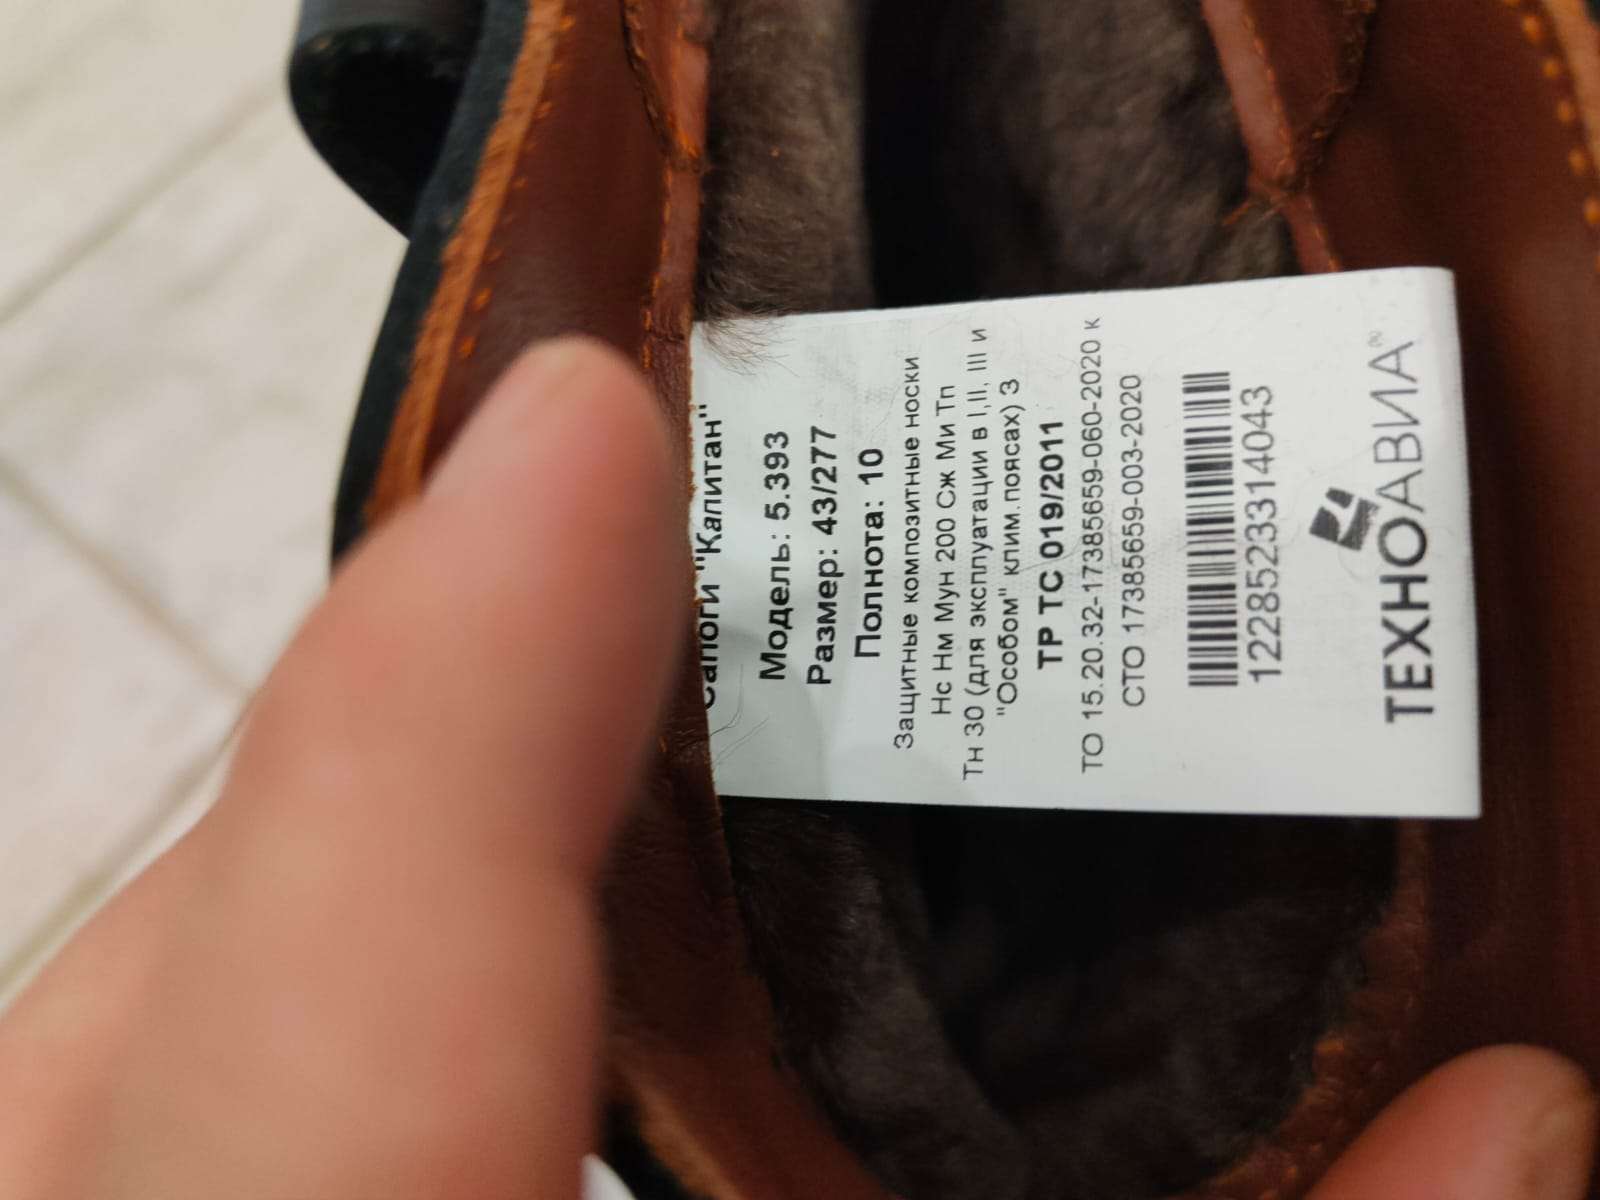 Сапоги "Капитан"
Модель: 5.393
Размер: 43/277
Полнота: 10
Защитные композитные носки
Нс Нм Мун 200 Сж Ми Тп
Тн 30 (для эксплуатации в I,II, III и
"Особом" клим.поясах) З
ТР ТС 019/2011
ТО 15.20.32-17385659-060-2020 к
СТО 17385659-003-2020
1228523314043
ТЕХНОАВИА®